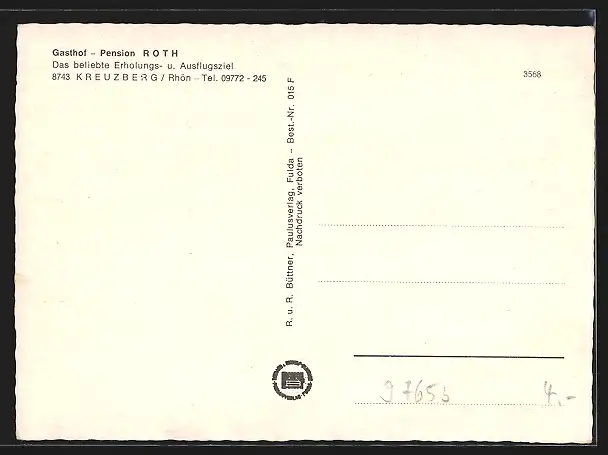 Gasthof – Pension ROTH
Das beliebte Erholungs- u. Ausflugsziel
8743 KREUZBERG / Rhön – Tel. 09772 - 245
3568
R. u. R. Büttner, Paulusverlag, Fulda – Best.-Nr. 015 F
Nachdruck verboten
97656
4.-